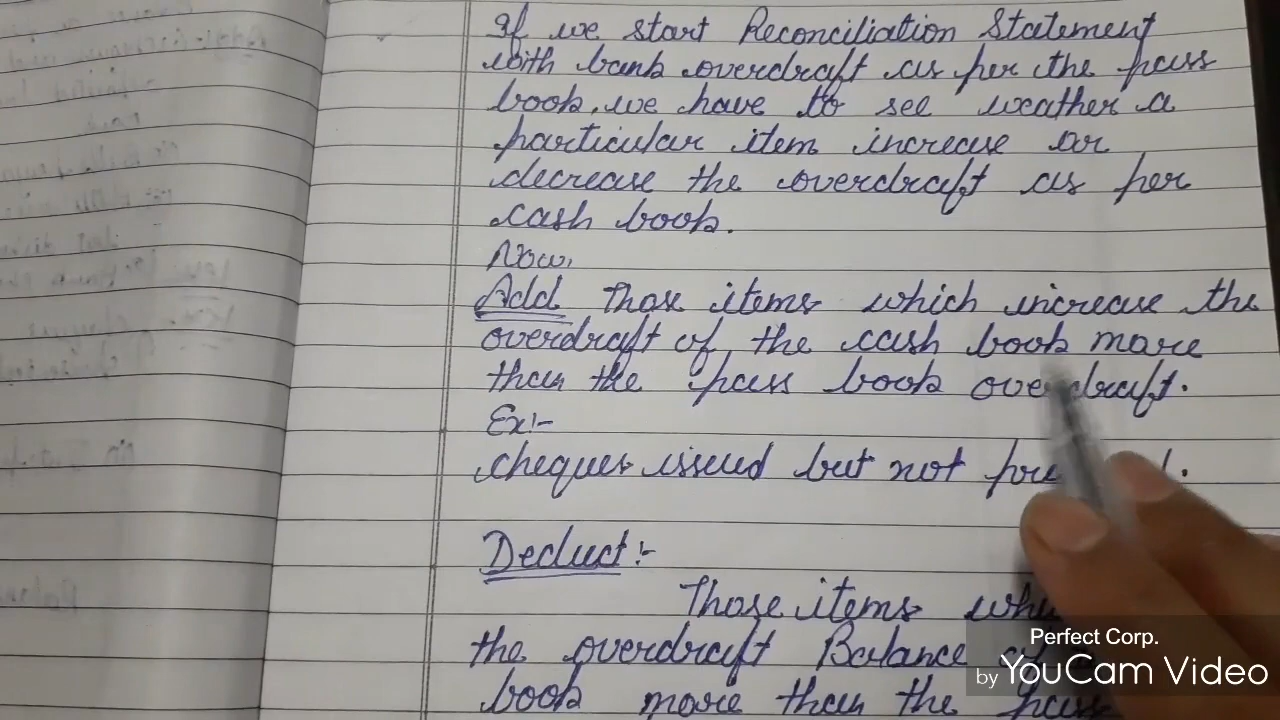 If we start Reconciliation Statement
with bank overdraft as per the pass
book, we have to see weather a
particular item increase or
decrease the overdraft as per
cash book.
Now,
Add Those items which increase the
overdraft of the cash book more
than the pass book overdraft.
Ex:-
cheques issued but not
Deduct :-
Those items
the overdraft Balance
book more than the pass
Perfect Corp.
by YouCam Video